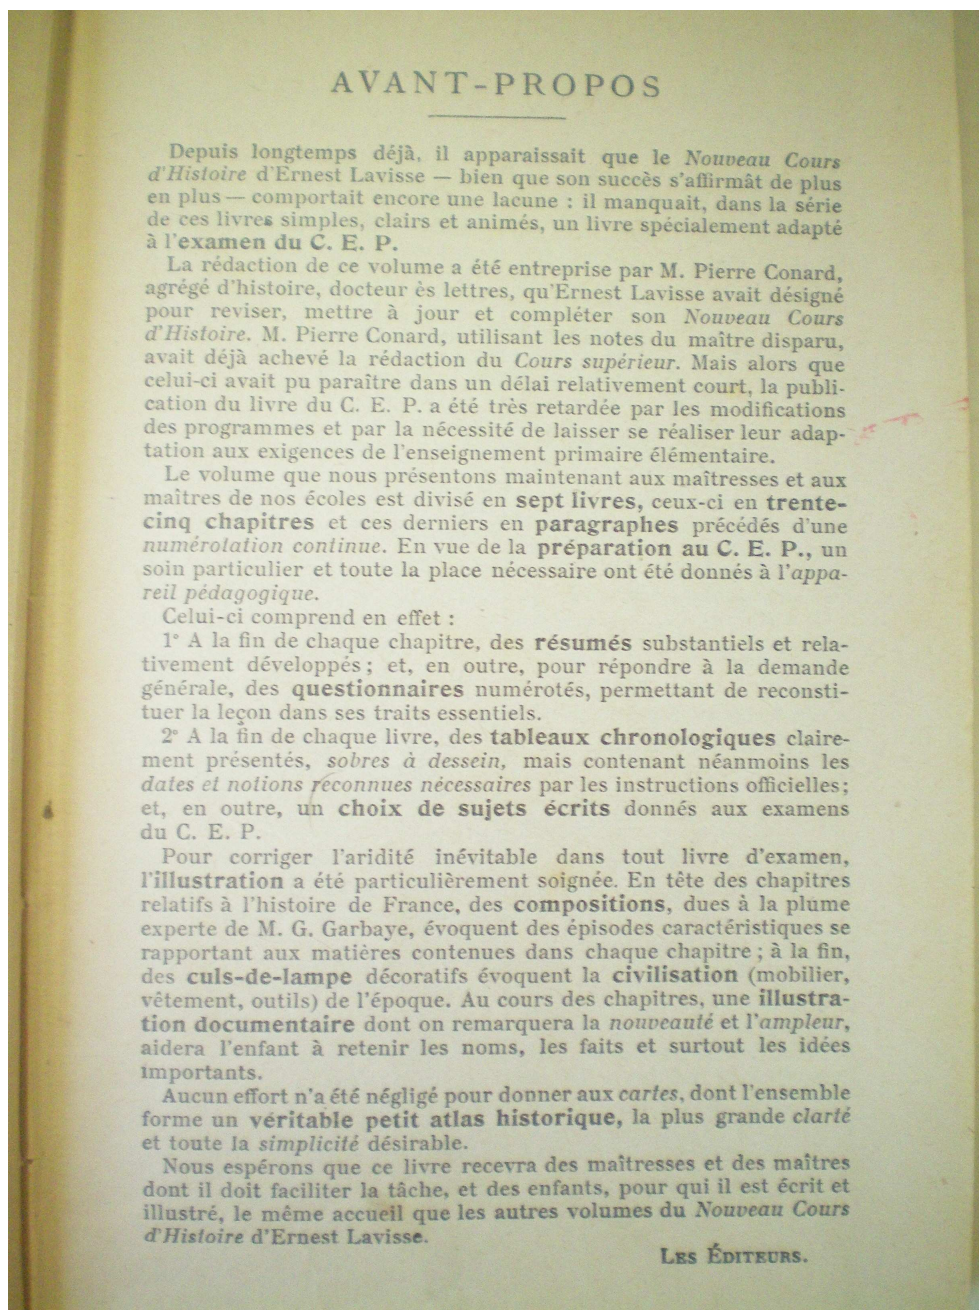 AVANT-PROPOS
Depuis longtemps déjà, il apparaissait que le Nouveau Cours
d'Histoire d'Ernest Lavisse — bien que son succès s'affirmât de plus
en plus — comportait encore une lacune : il manquait, dans la série
de ces livres simples, clairs et animés, un livre spécialement adapté
à l'examen du C. E. P.
La rédaction de ce volume a été entreprise par M. Pierre Conard,
agrégé d'histoire, docteur ès lettres, qu'Ernest Lavisse avait désigné
pour reviser, mettre à jour et compléter son Nouveau Cours
d'Histoire. M. Pierre Conard, utilisant les notes du maître disparu,
avait déjà achevé la rédaction du Cours supérieur. Mais alors que
celui-ci avait pu paraître dans un délai relativement court, la publi-
cation du livre du C. E. P. a été très retardée par les modifications
des programmes et par la nécessité de laisser se réaliser leur adap-
tation aux exigences de l'enseignement primaire élémentaire.
Le volume que nous présentons maintenant aux maîtresses et aux
maîtres de nos écoles est divisé en sept livres, ceux-ci en trente-
cinq chapitres et ces derniers en paragraphes précédés d'une
numérotation continue. En vue de la préparation au C. E. P., un
soin particulier et toute la place nécessaire ont été donnés à l'appa-
reil pédagogique.
Celui-ci comprend en effet :
1° A la fin de chaque chapitre, des résumés substantiels et rela-
tivement développés ; et, en outre, pour répondre à la demande
générale, des questionnaires numérotés, permettant de reconsti-
tuer la leçon dans ses traits essentiels.
2° A la fin de chaque livre, des tableaux chronologiques claire-
ment présentés, sobres à dessein, mais contenant néanmoins les
dates et notions reconnues nécessaires par les instructions officielles ;
et, en outre, un choix de sujets écrits donnés aux examens
du C. E. P.
Pour corriger l'aridité inévitable dans tout livre d'examen,
l'illustration a été particulièrement soignée. En tête des chapitres
relatifs à l'histoire de France, des compositions, dues à la plume
experte de M. G. Garbaye, évoquent des épisodes caractéristiques se
rapportant aux matières contenues dans chaque chapitre ; à la fin,
des culs-de-lampe décoratifs évoquent la civilisation (mobilier,
vêtement, outils) de l'époque. Au cours des chapitres, une illustra-
tion documentaire dont on remarquera la nouveauté et l'ampleur,
aidera l'enfant à retenir les noms, les faits et surtout les idées
importants.
Aucun effort n'a été négligé pour donner aux cartes, dont l'ensemble
forme un véritable petit atlas historique, la plus grande clarté
et toute la simplicité désirable.
Nous espérons que ce livre recevra des maîtresses et des maîtres
dont il doit faciliter la tâche, et des enfants, pour qui il est écrit et
illustré, le même accueil que les autres volumes du Nouveau Cours
d'Histoire d'Ernest Lavisse.
LES ÉDITEURS.